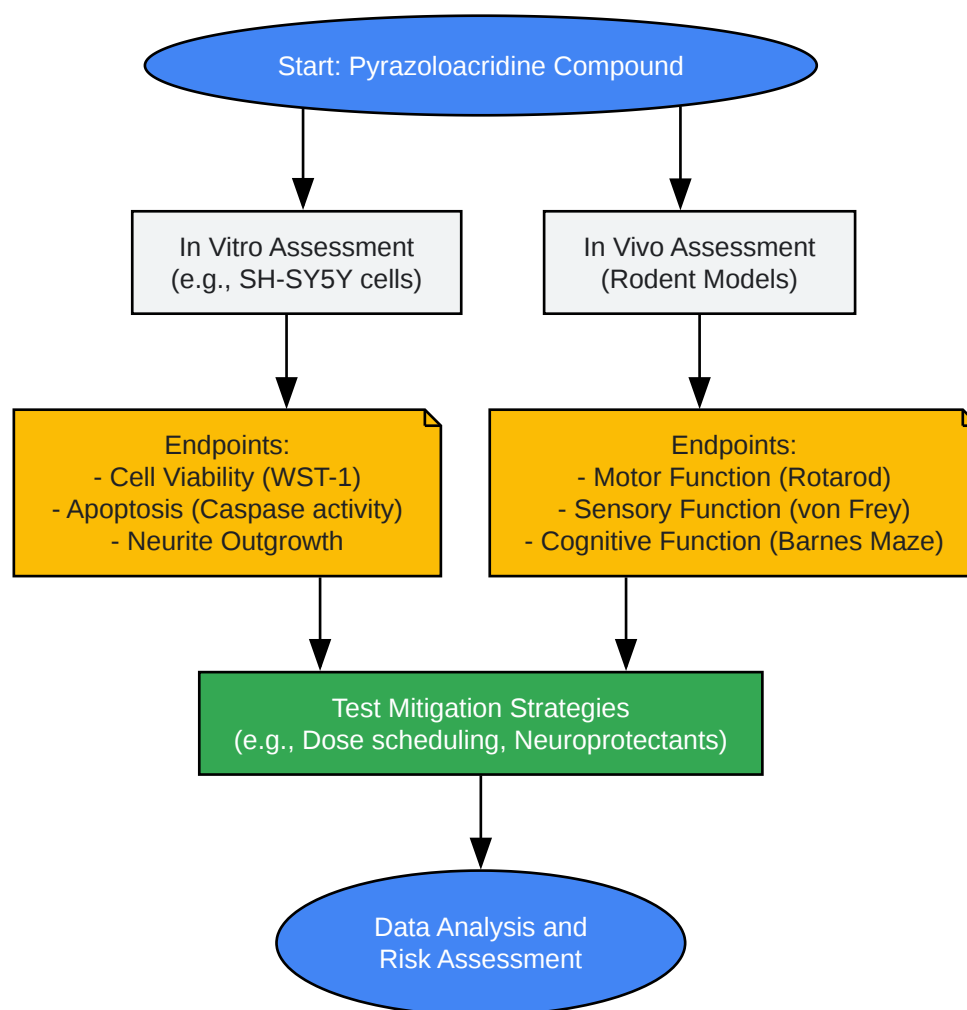 Start: Pyrazoloacridine Compound
In Vitro Assessment
(e.g., SH-SY5Y cells)
In Vivo Assessment
(Rodent Models)
Endpoints:
- Cell Viability (WST-1)
- Apoptosis (Caspase activity)
- Neurite Outgrowth
Endpoints:
- Motor Function (Rotarod)
- Sensory Function (von Frey)
- Cognitive Function (Barnes Maze)
Test Mitigation Strategies
(e.g., Dose scheduling, Neuroprotectants)
Data Analysis and
Risk Assessment